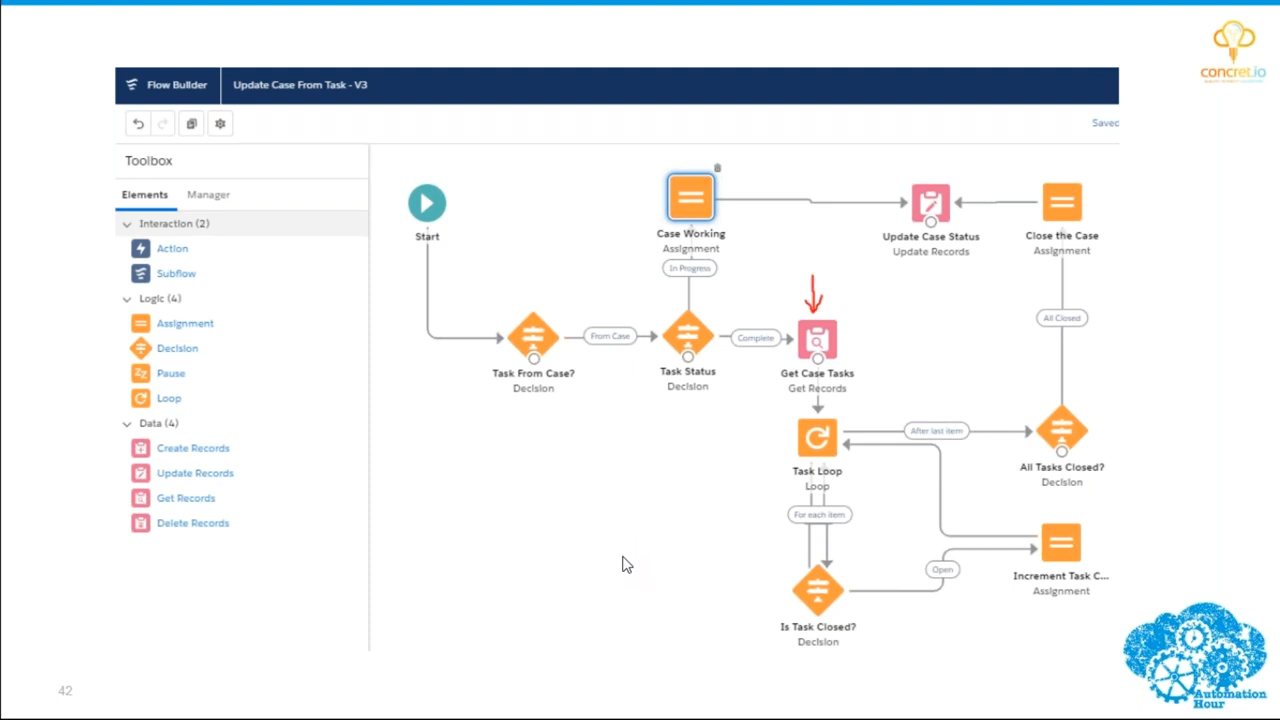 concret.io
Flow Builder
Update Case From Task - V3
Saved
Toolbox
Elements
Manager
Interaction (2)
Action
Subflow
Logic (4)
Assignment
Decision
Pause
Loop
Data (4)
Create Records
Update Records
Get Records
Delete Records
Start
Case Working
Assignment
In Progress
Update Case Status
Update Records
Close the Case
Assignment
All Closed
Task From Case?
Decision
From Case
Task Status
Decision
Complete
Get Case Tasks
Get Records
Task Loop
Loop
After last item
All Tasks Closed?
Decision
For each item
Is Task Closed?
Decision
Open
Increment Task C...
Assignment
42
Automation
Hour